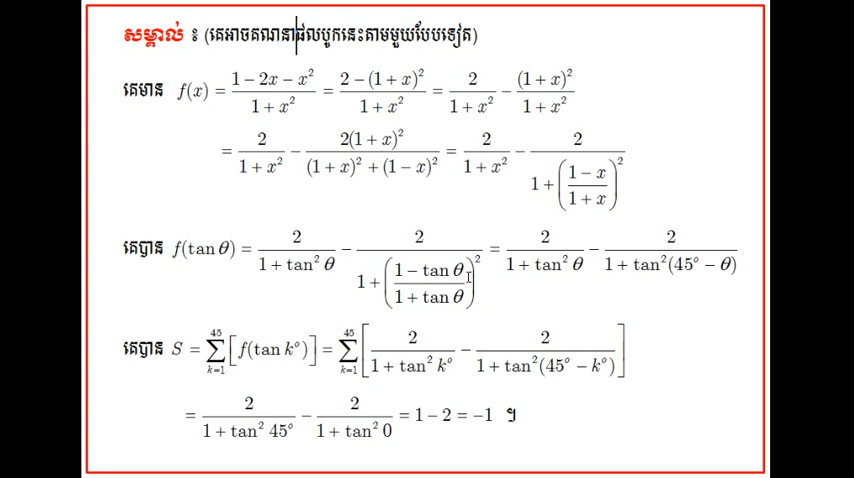 សម្គាល់ ៖ (គេអាចគណនាផលបូកនេះតាមមួយបែបទៀត)
គេមាន f(x) = (1 − 2x − x²)/(1 + x²) = (2 − (1 + x)²)/(1 + x²) = 2/(1 + x²) − (1 + x)²/(1 + x²)
= 2/(1 + x²) − 2(1 + x)²/((1 + x)² + (1 − x)²) = 2/(1 + x²) − 2/(1 + ((1 − x)/(1 + x))²)
គេបាន f(tan θ) = 2/(1 + tan² θ) − 2/(1 + ((1 − tan θ)/(1 + tan θ))²) = 2/(1 + tan² θ) − 2/(1 + tan²(45° − θ))
គេបាន S = ∑_{k=1}^{45} [f(tan k°)] = ∑_{k=1}^{45} [2/(1 + tan² k°) − 2/(1 + tan²(45° − k°))]
= 2/(1 + tan² 45°) − 2/(1 + tan² 0) = 1 − 2 = −1 ។